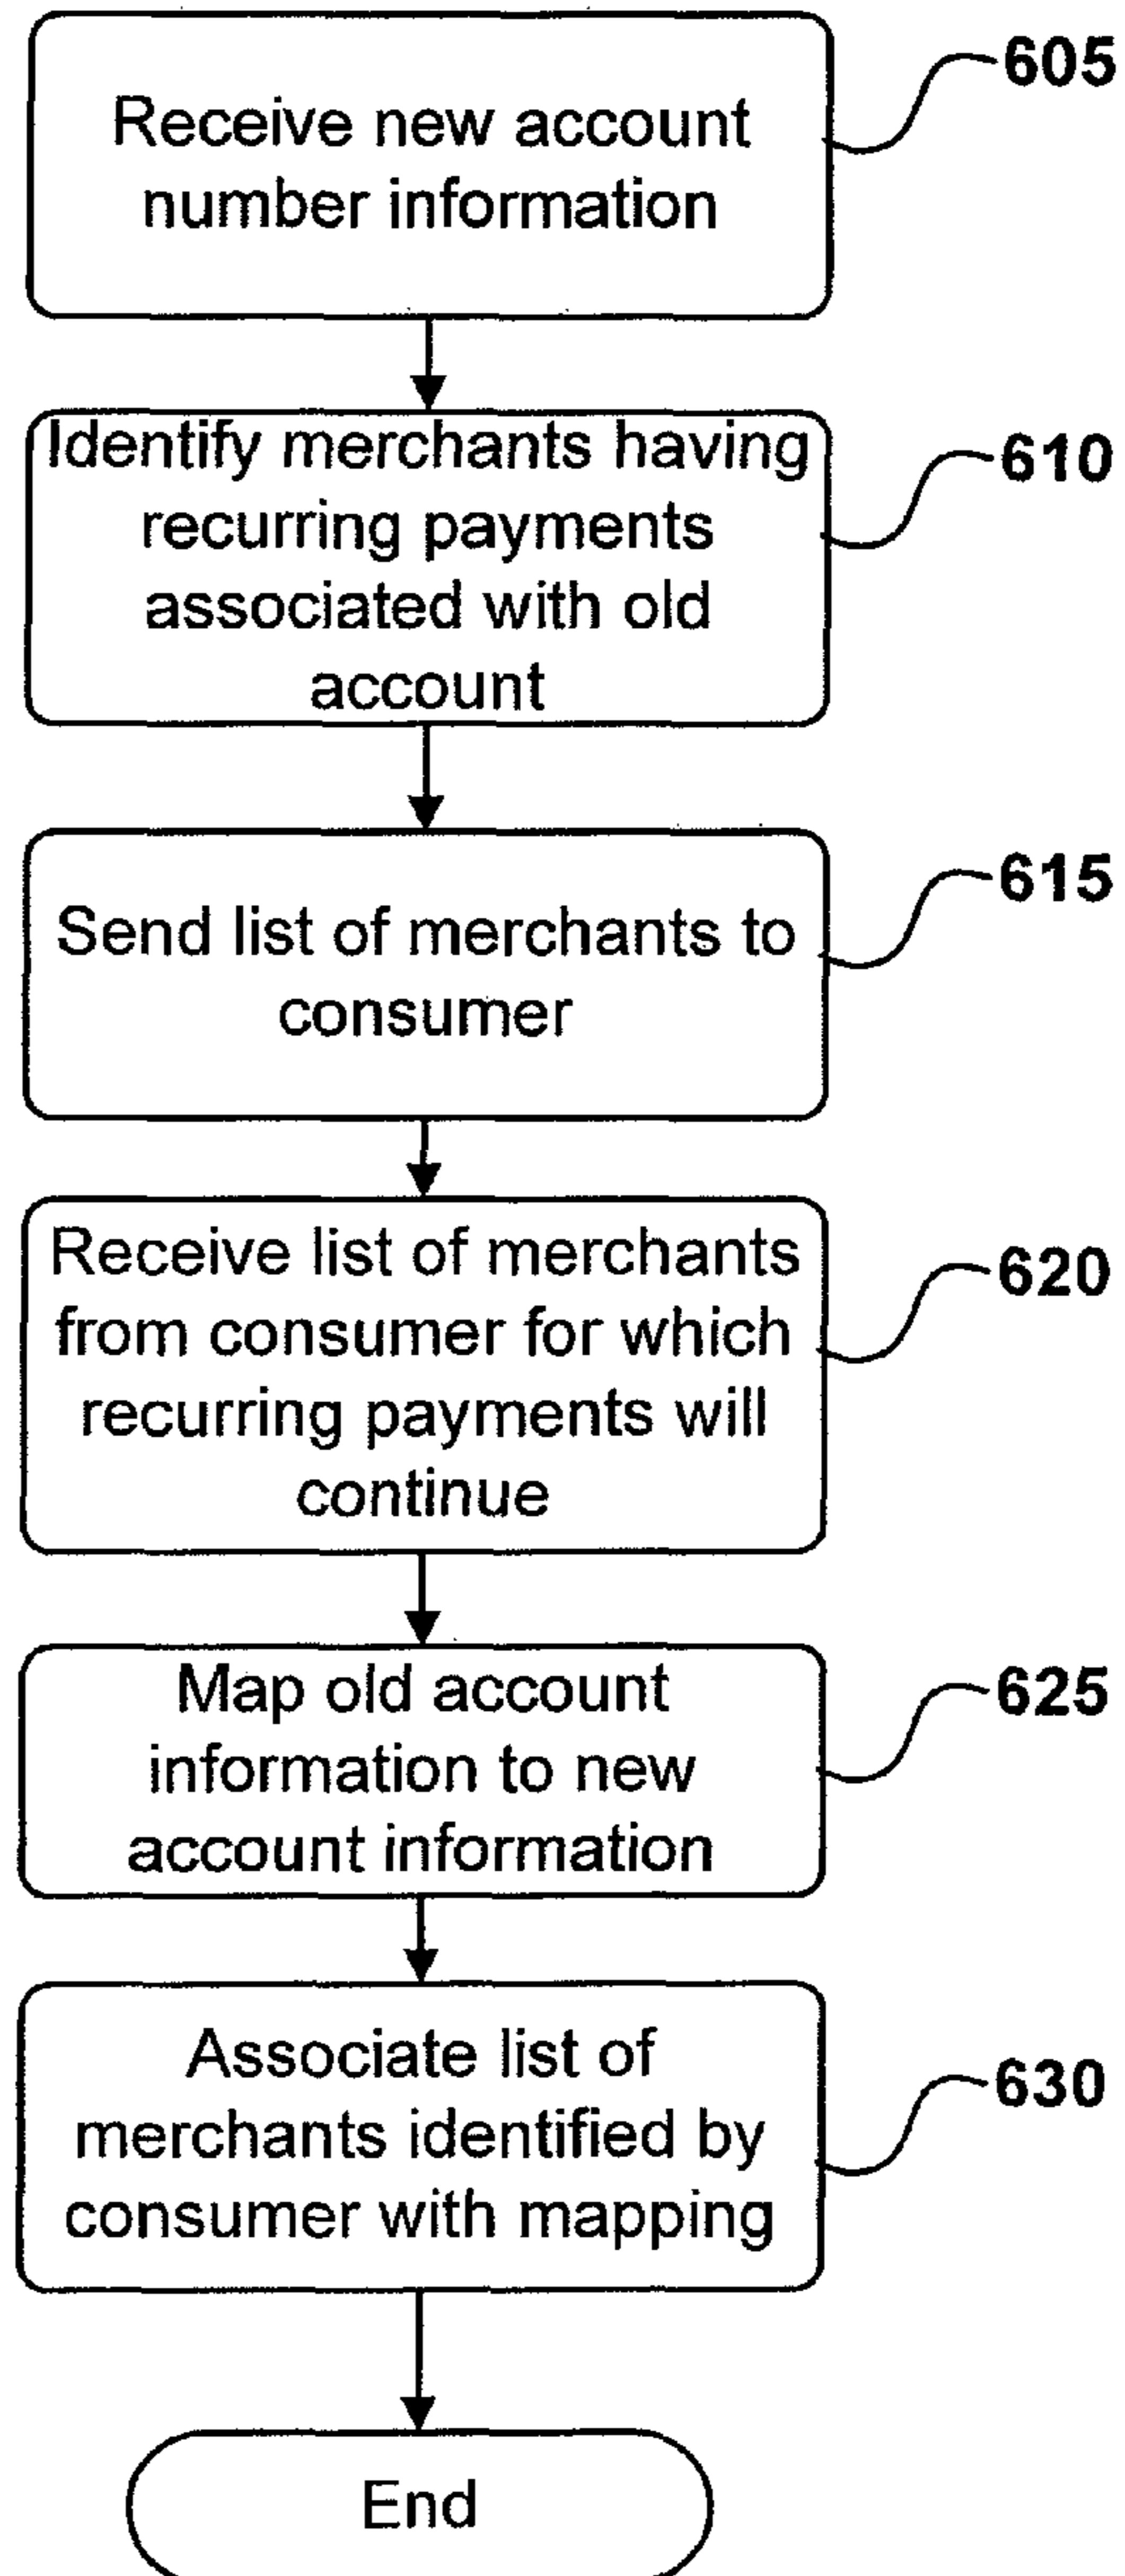 Receive new account
number information
605
Identify merchants having
recurring payments
associated with old
account
610
Send list of merchants to
consumer
615
Receive list of merchants
from consumer for which
recurring payments will
continue
620
Map old account
information to new
account information
625
Associate list of
merchants identified by
consumer with mapping
630
End